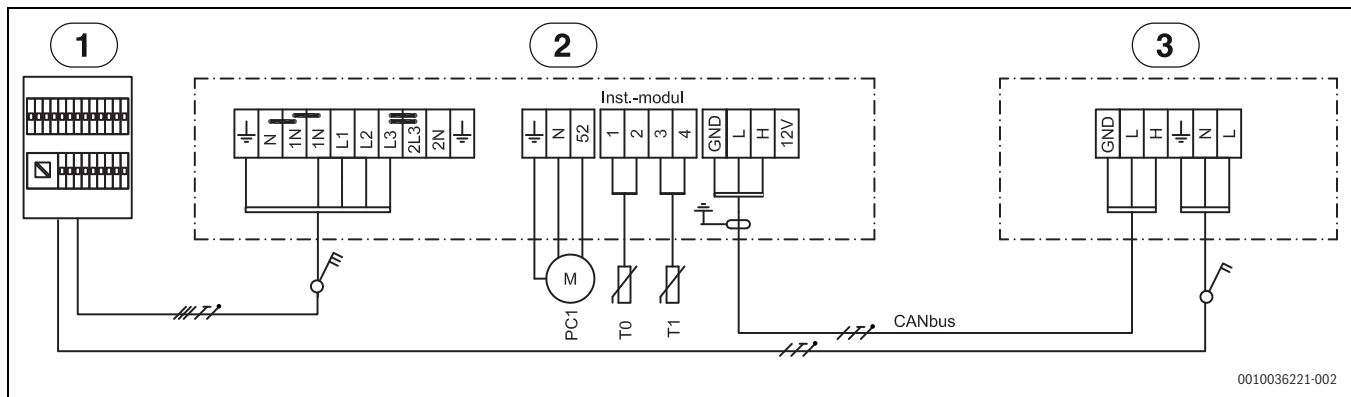 1
2
3
Inst.-modul
N
1N
1N
L1
L2
L3
2L3
2N
N
52
1
2
3
4
GND
L
H
12V
GND
L
H
N
L
M
PC1
T0
T1
CANbus
0010036221-002